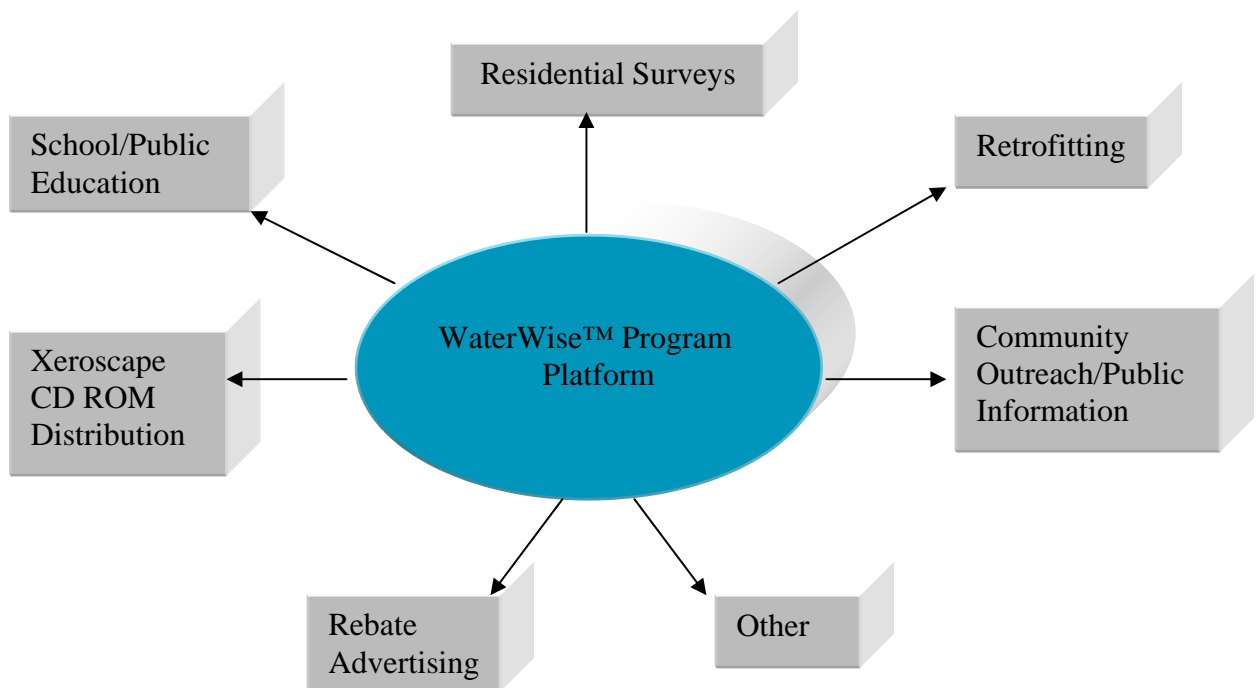 Residential Surveys
School/Public
Education
Retrofitting
WaterWise™ Program
Platform
Xeroscape
CD ROM
Distribution
Community
Outreach/Public
Information
Rebate
Advertising
Other